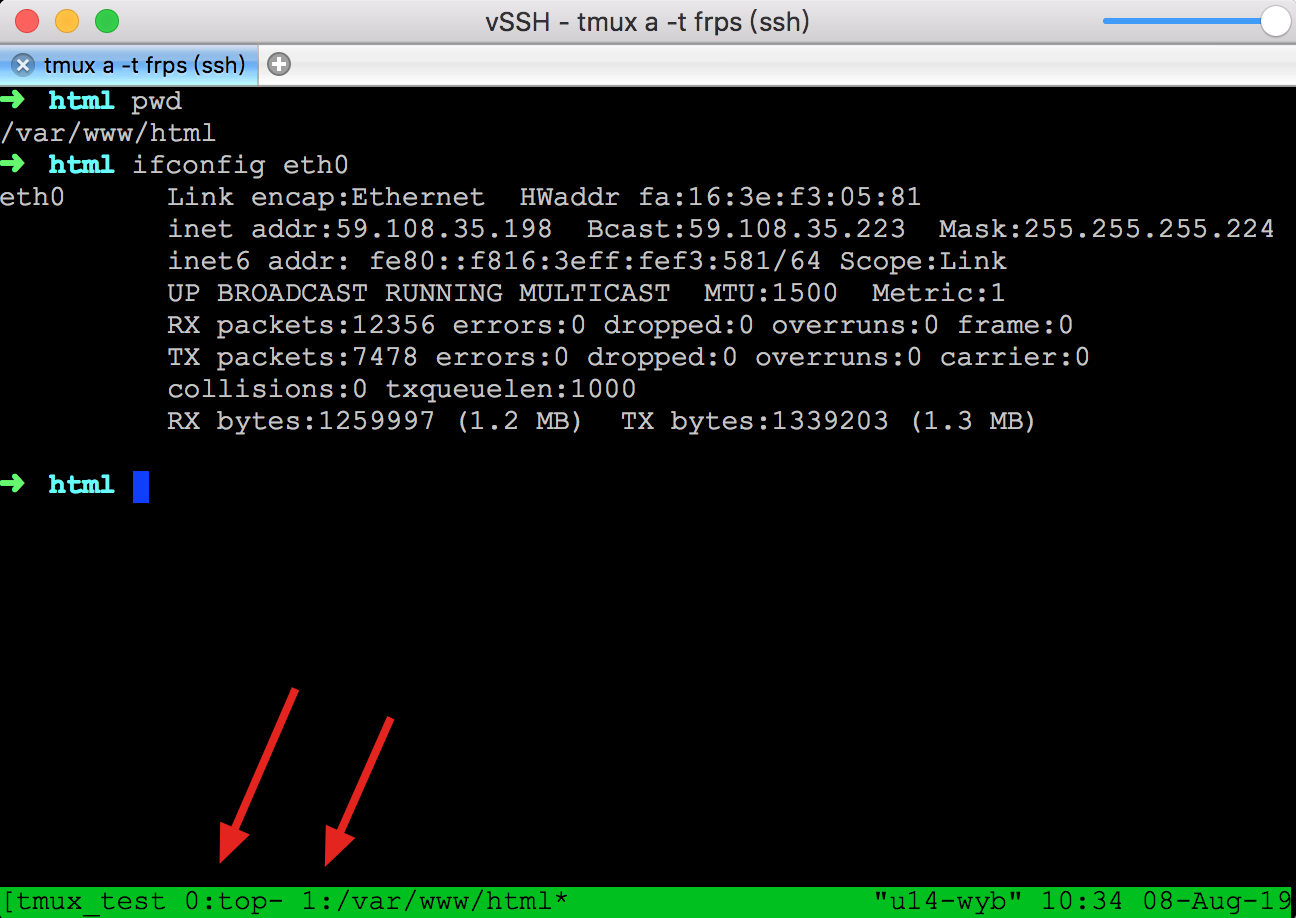 vSSH - tmux a -t frps (ssh)
tmux a -t frps (ssh)
➜ html pwd
/var/www/html
➜ html ifconfig eth0
eth0 Link encap:Ethernet HWaddr fa:16:3e:f3:05:81
inet addr:59.108.35.198 Bcast:59.108.35.223 Mask:255.255.255.224
inet6 addr: fe80::f816:3eff:fef3:581/64 Scope:Link
UP BROADCAST RUNNING MULTICAST MTU:1500 Metric:1
RX packets:12356 errors:0 dropped:0 overruns:0 frame:0
TX packets:7478 errors:0 dropped:0 overruns:0 carrier:0
collisions:0 txqueuelen:1000
RX bytes:1259997 (1.2 MB) TX bytes:1339203 (1.3 MB)
➜ html
[tmux_test 0:top- 1:/var/www/html* "u14-wyb" 10:34 08-Aug-19